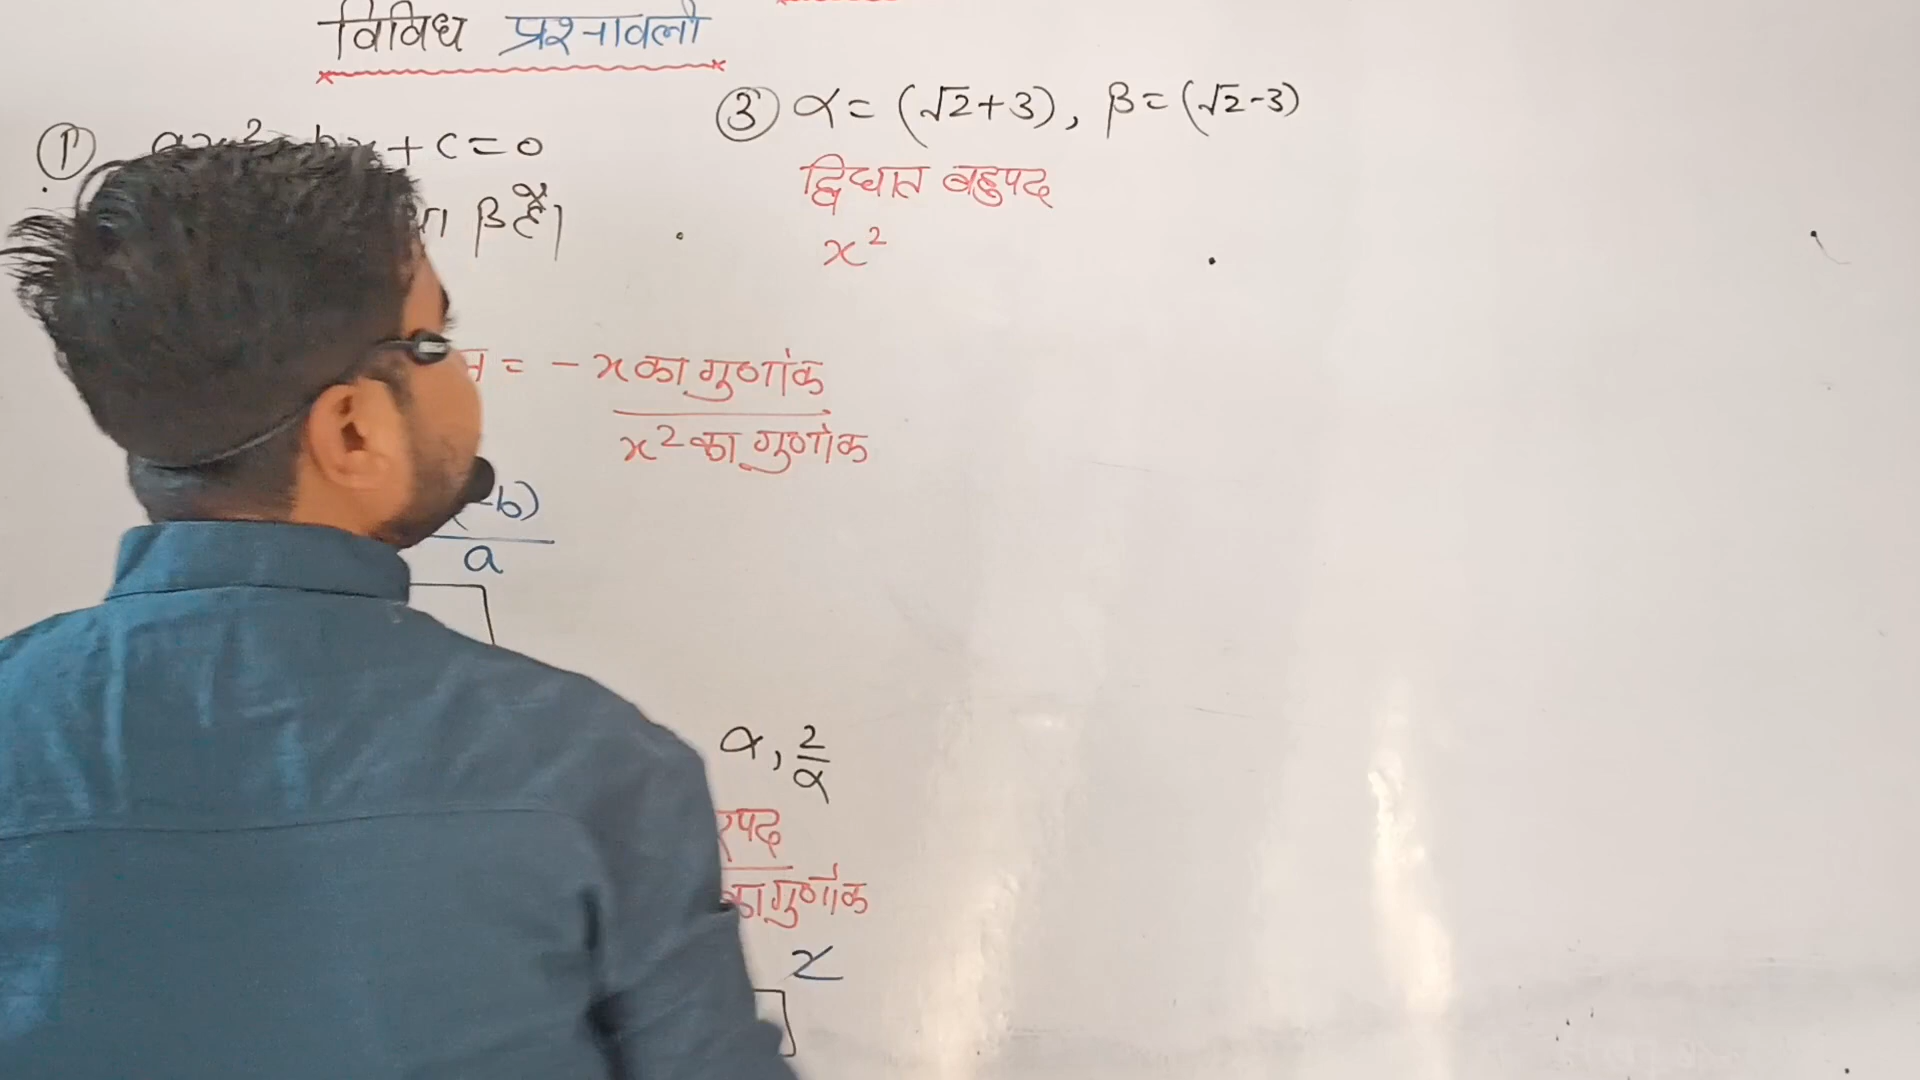 विविध प्रश्नावली
① ax² - bx + c = 0
β है।
= - x का गुणांक
x² का गुणांक
(-b)
a
α, 2/α
पद
का गुणांक
x
③ α = (√2+3), β = (√2-3)
द्विघात बहुपद
x²